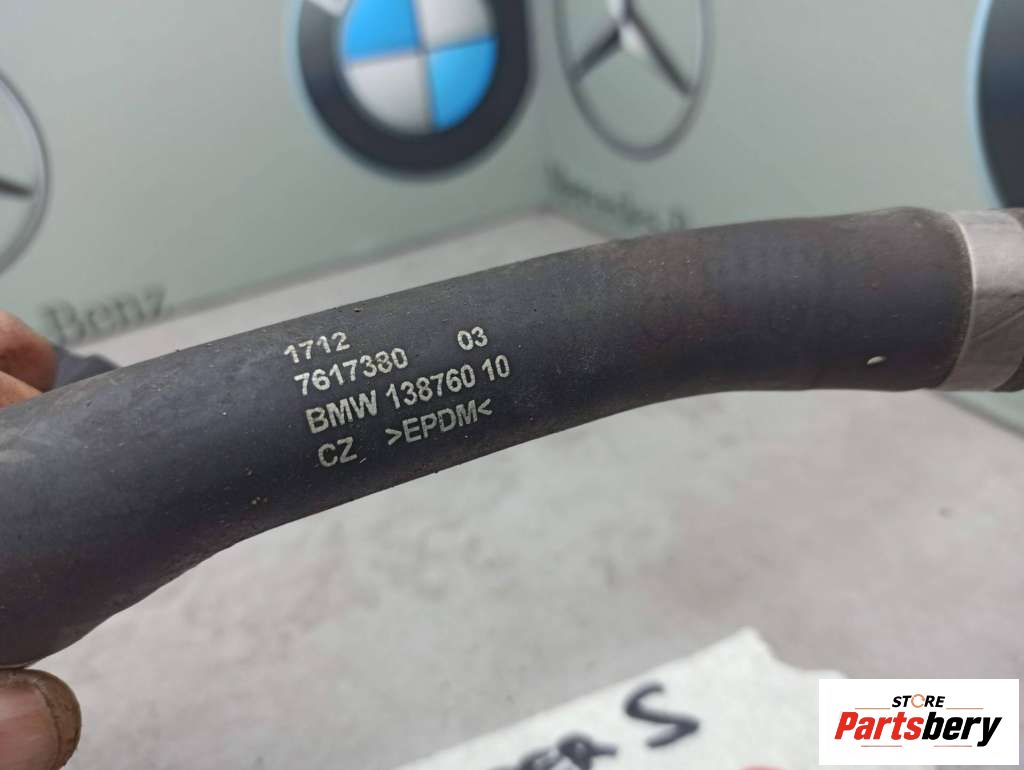 Benz
1712
7617380 03
BMW 138760 10
CZ >EPDM<
S
STORE
Partsbery